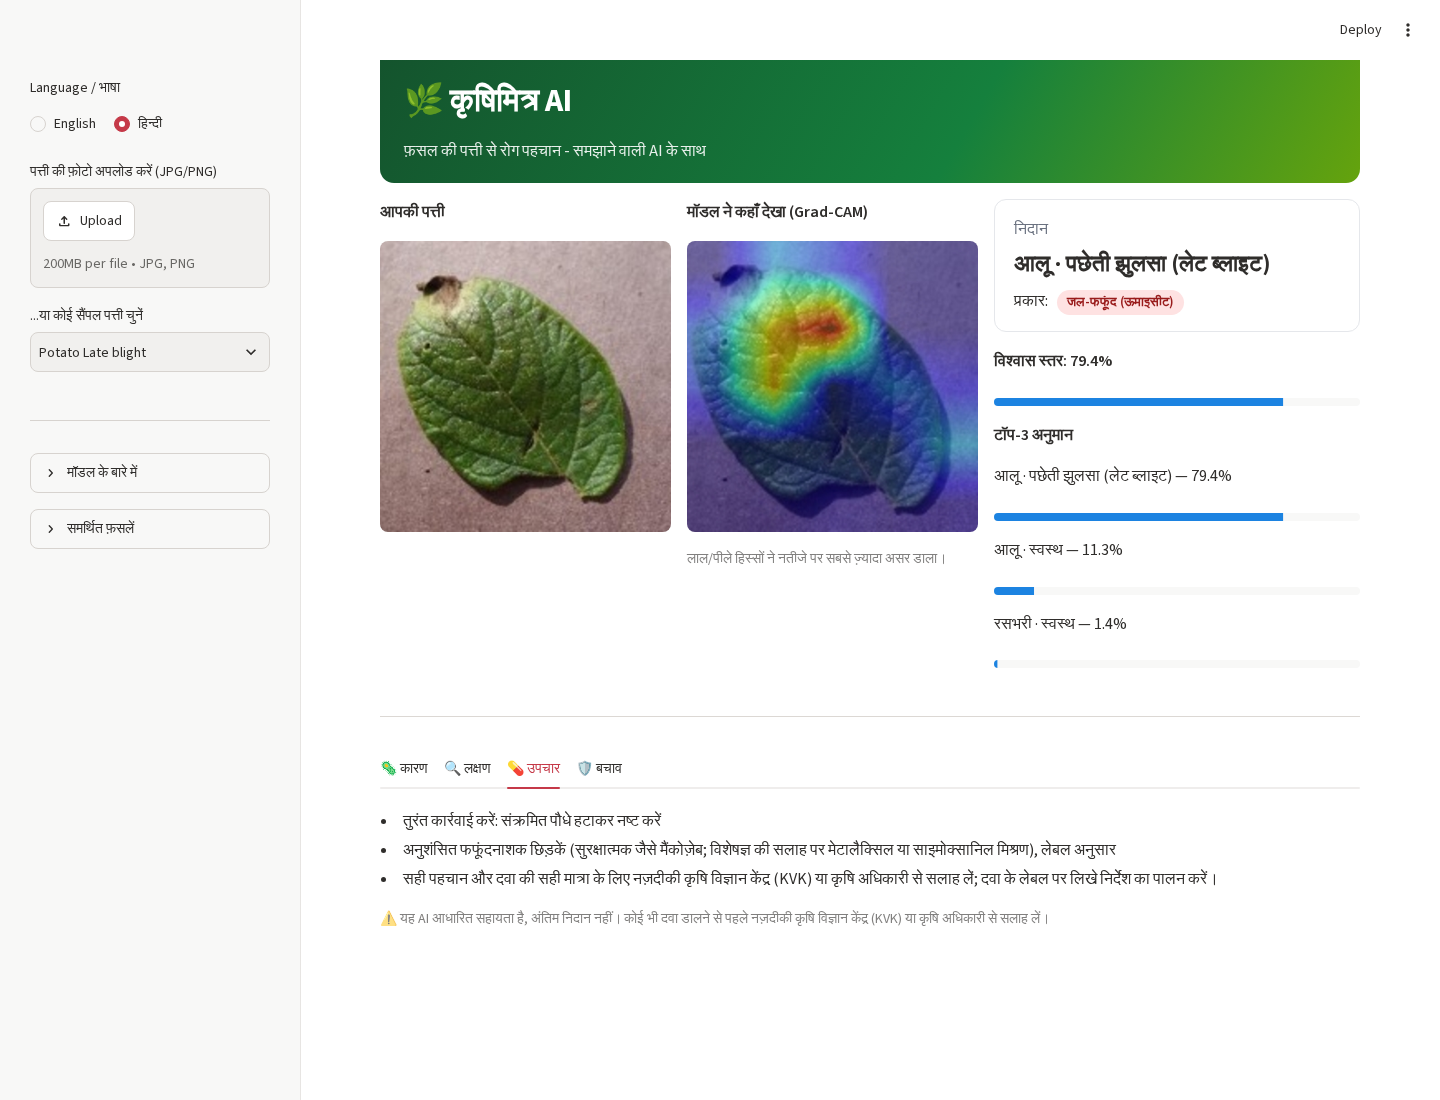 Deploy
Language / भाषा
English
हिन्दी
पत्ती की फ़ोटो अपलोड करें (JPG/PNG)
Upload
200MB per file • JPG, PNG
...या कोई सैंपल पत्ती चुनें
Potato Late blight
मॉडल के बारे में
समर्थित फ़सलें
🌿 कृषिमित्र AI
फ़सल की पत्ती से रोग पहचान - समझाने वाली AI के साथ
आपकी पत्ती
मॉडल ने कहाँ देखा (Grad-CAM)
लाल/पीले हिस्सों ने नतीजे पर सबसे ज़्यादा असर डाला।
निदान
आलू · पछेती झुलसा (लेट ब्लाइट)
प्रकार: जल-फफूंद (ऊमाइसीट)
विश्वास स्तर: 79.4%
टॉप-3 अनुमान
आलू · पछेती झुलसा (लेट ब्लाइट) — 79.4%
आलू · स्वस्थ — 11.3%
रसभरी · स्वस्थ — 1.4%
🦠 कारण
🔍 लक्षण
💊 उपचार
🛡️ बचाव
• तुरंत कार्रवाई करें: संक्रमित पौधे हटाकर नष्ट करें
• अनुशंसित फफूंदनाशक छिड़कें (सुरक्षात्मक जैसे मैंकोज़ेब; विशेषज्ञ की सलाह पर मेटालैक्सिल या साइमोक्सानिल मिश्रण), लेबल अनुसार
• सही पहचान और दवा की सही मात्रा के लिए नज़दीकी कृषि विज्ञान केंद्र (KVK) या कृषि अधिकारी से सलाह लें; दवा के लेबल पर लिखे निर्देश का पालन करें।
⚠️ यह AI आधारित सहायता है, अंतिम निदान नहीं। कोई भी दवा डालने से पहले नज़दीकी कृषि विज्ञान केंद्र (KVK) या कृषि अधिकारी से सलाह लें।